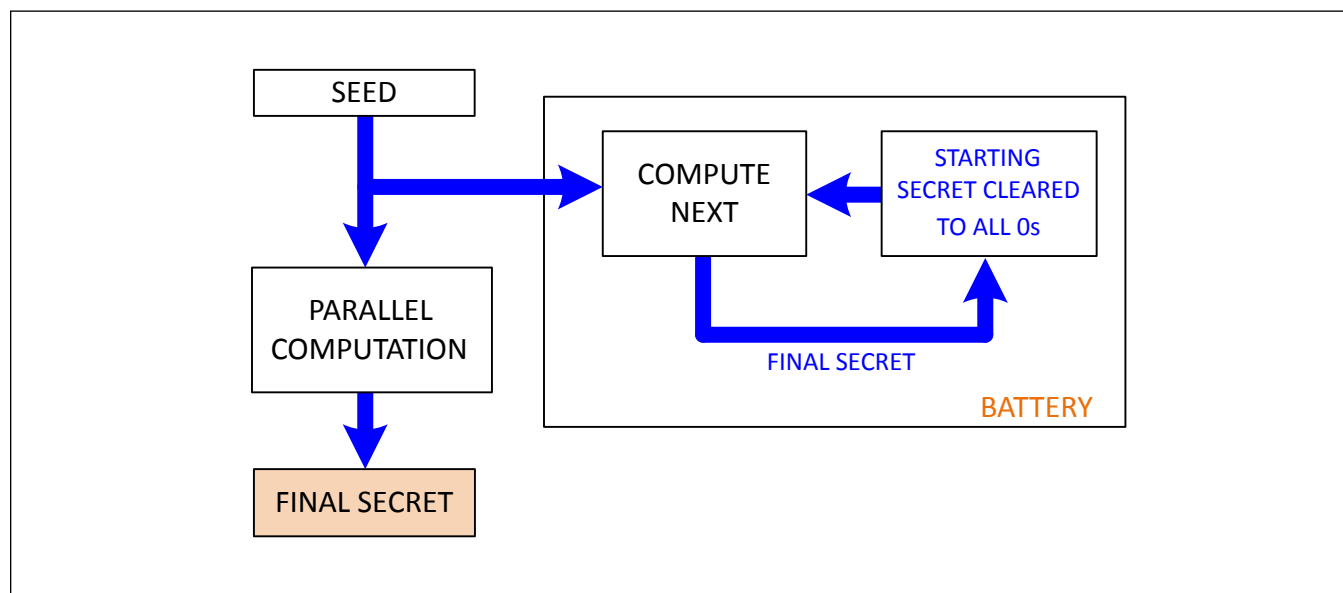 SEED
COMPUTE
NEXT
STARTING
SECRET CLEARED
TO ALL 0s
PARALLEL
COMPUTATION
FINAL SECRET
BATTERY
FINAL SECRET